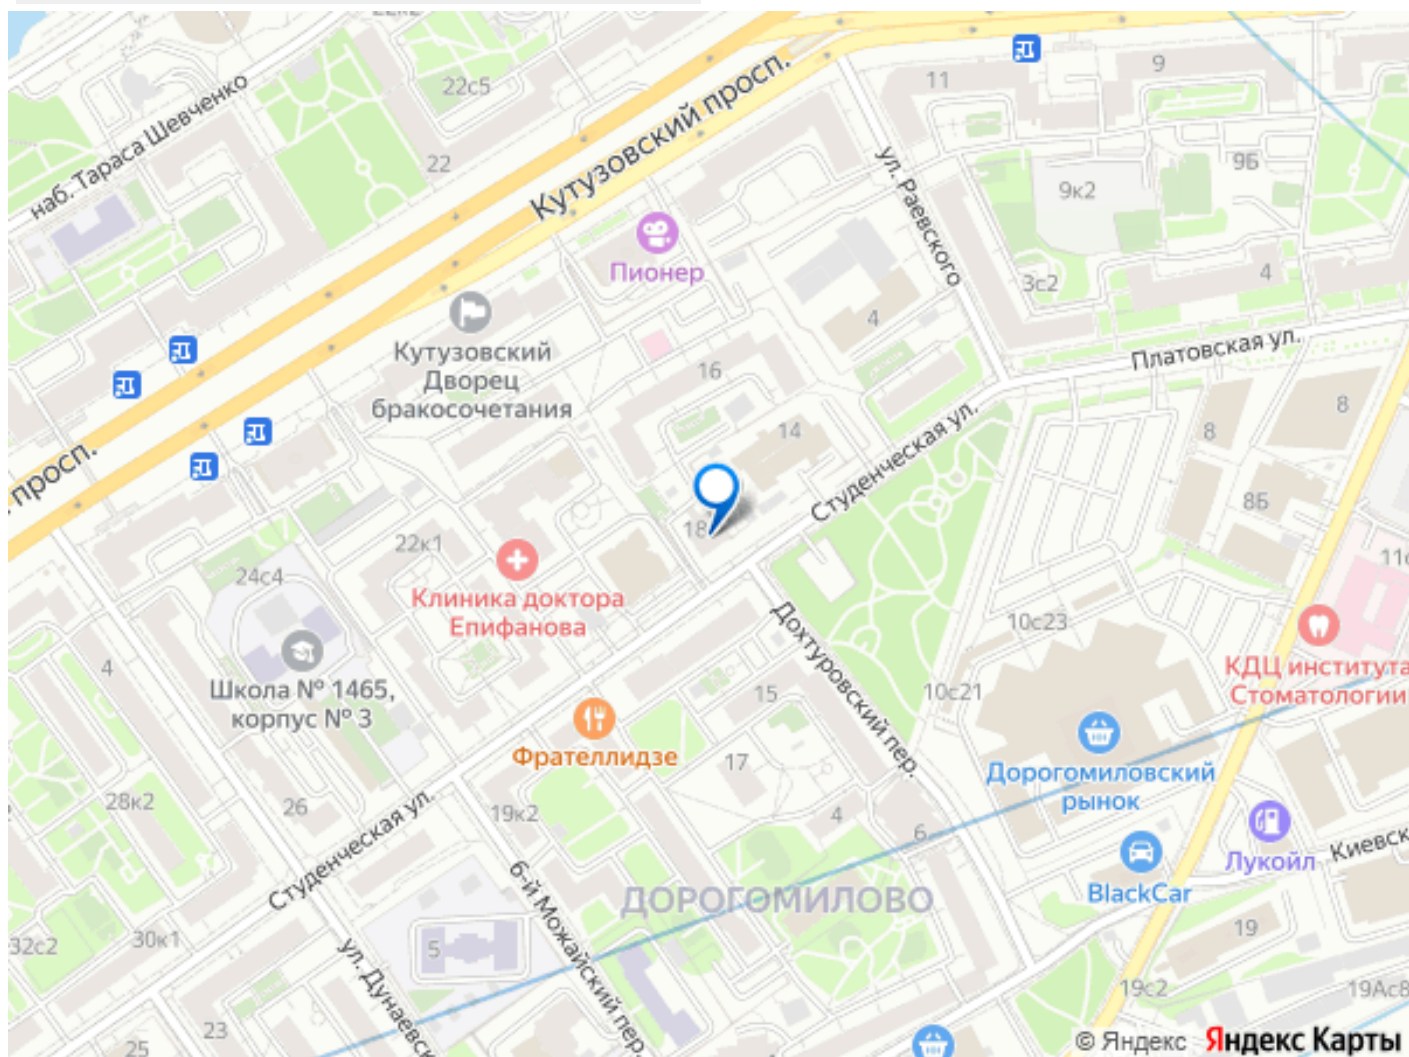 22к2
22с5
11
9
наб. Тараса Шевченко
22
Кутузовский просп.
ул. Раевского
9Б
9к2
Пионер
3с2
4
4
Кутузовский
Дворец
бракосочетания
16
Платовская ул.
14
8
8
просп.
Студенческая ул.
8Б
18
22к1
24с4
Клиника доктора
Епифанова
Дохтуровский пер.
10с23
КДЦ института
Стоматологии
4
Школа № 1465,
корпус № 3
15
10с21
Фрателлидзе
17
Дорогомиловский
рынок
28к2
26
19к2
4
6
Лукойл
Киевск
Студенческая ул.
6-й Можайский пер.
BlackCar
ДОРОГОМИЛОВО
32с2
30к1
5
19
ул. Дунаевск
19с2
19Ас8
23
25
© Яндекс Яндекс Карты